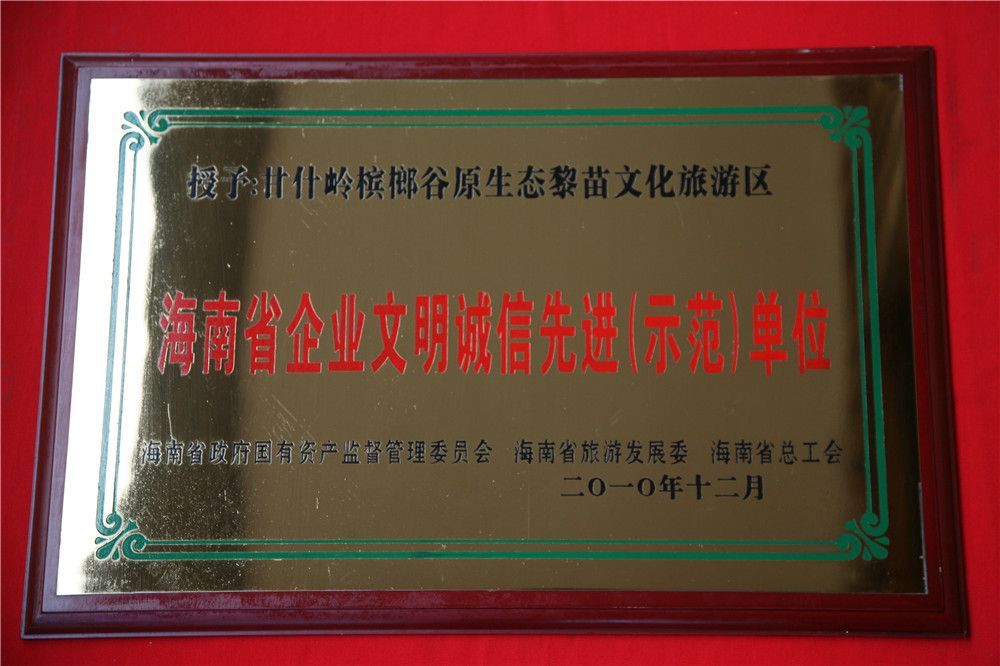 授予:甘什岭槟榔谷原生态黎苗文化旅游区
海南省企业文明诚信先进(示范)单位
海南省政府国有资产监督管理委员会 海南省旅游发展委 海南省总工会
二〇一〇年十二月